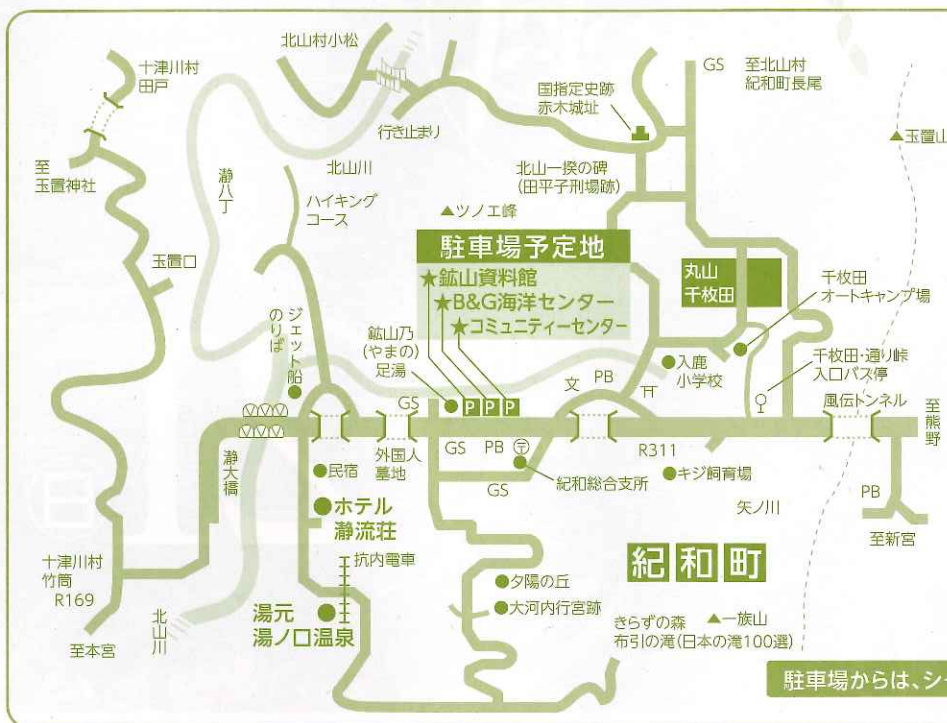 北山村小松
十津川村
田戸
GS
至北山村
紀和町長尾
国指定史跡
赤木城址
行き止まり
▲玉置山
至
玉置神社
瀞八丁
北山川
北山一揆の碑
(田平子刑場跡)
ハイキング
コース
▲ツノエ峰
駐車場予定地
★鉱山資料館
★B&G海洋センター
★コミュニティーセンター
丸山
千枚田
千枚田
オートキャンプ場
玉置口
ジェット船
のりば
鉱山乃
(やまの)
足湯
入鹿
小学校
千枚田・通り峠
入口バス停
文
PB
風伝トンネル
至熊野
GS
P P P
瀞大橋
外国人
墓地
GS
PB
〒
R311
民宿
紀和総合支所
キジ飼育場
GS
PB
矢ノ川
ホテル
瀞流荘
至新宮
十津川村
竹筒
R169
抗内電車
紀和町
夕陽の丘
大河内行宮跡
北山川
湯元
湯ノ口温泉
きらずの森
▲一族山
布引の滝(日本の滝100選)
至本宮
駐車場からは、シ